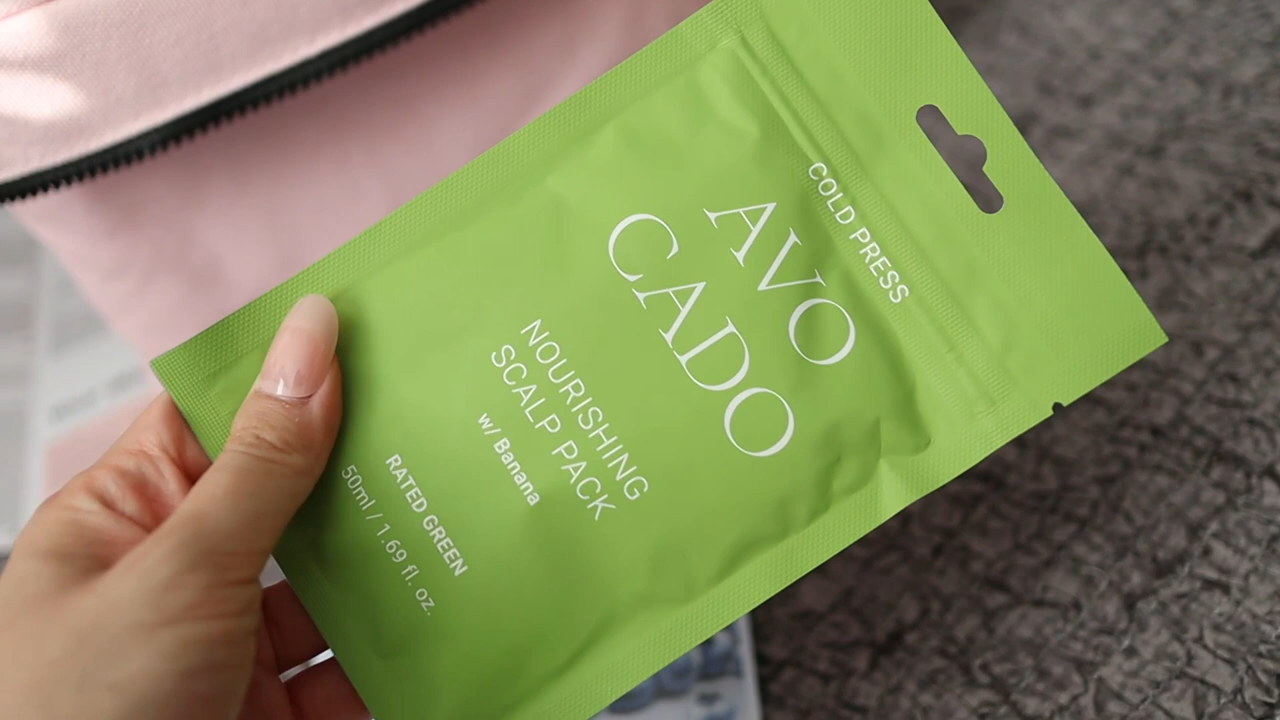 COLD PRESS
AVO
CADO
NOURISHING
SCALP PACK
w/ Banana
RATED GREEN
50ml / 1.69 fl. oz.